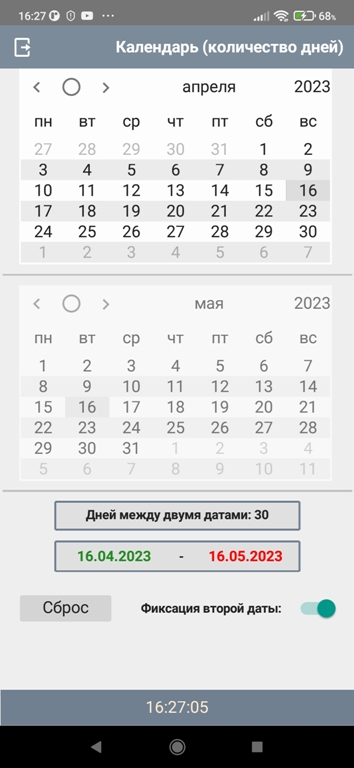 16:27 68%
Календарь (количество дней)
апреля 2023
пн вт ср чт пт сб вс
27 28 29 30 31 1 2
3 4 5 6 7 8 9
10 11 12 13 14 15 16
17 18 19 20 21 22 23
24 25 26 27 28 29 30
1 2 3 4 5 6 7
мая 2023
пн вт ср чт пт сб вс
1 2 3 4 5 6 7
8 9 10 11 12 13 14
15 16 17 18 19 20 21
22 23 24 25 26 27 28
29 30 31 1 2 3 4
5 6 7 8 9 10 11
Дней между двумя датами: 30
16.04.2023 - 16.05.2023
Сброс Фиксация второй даты:
16:27:05